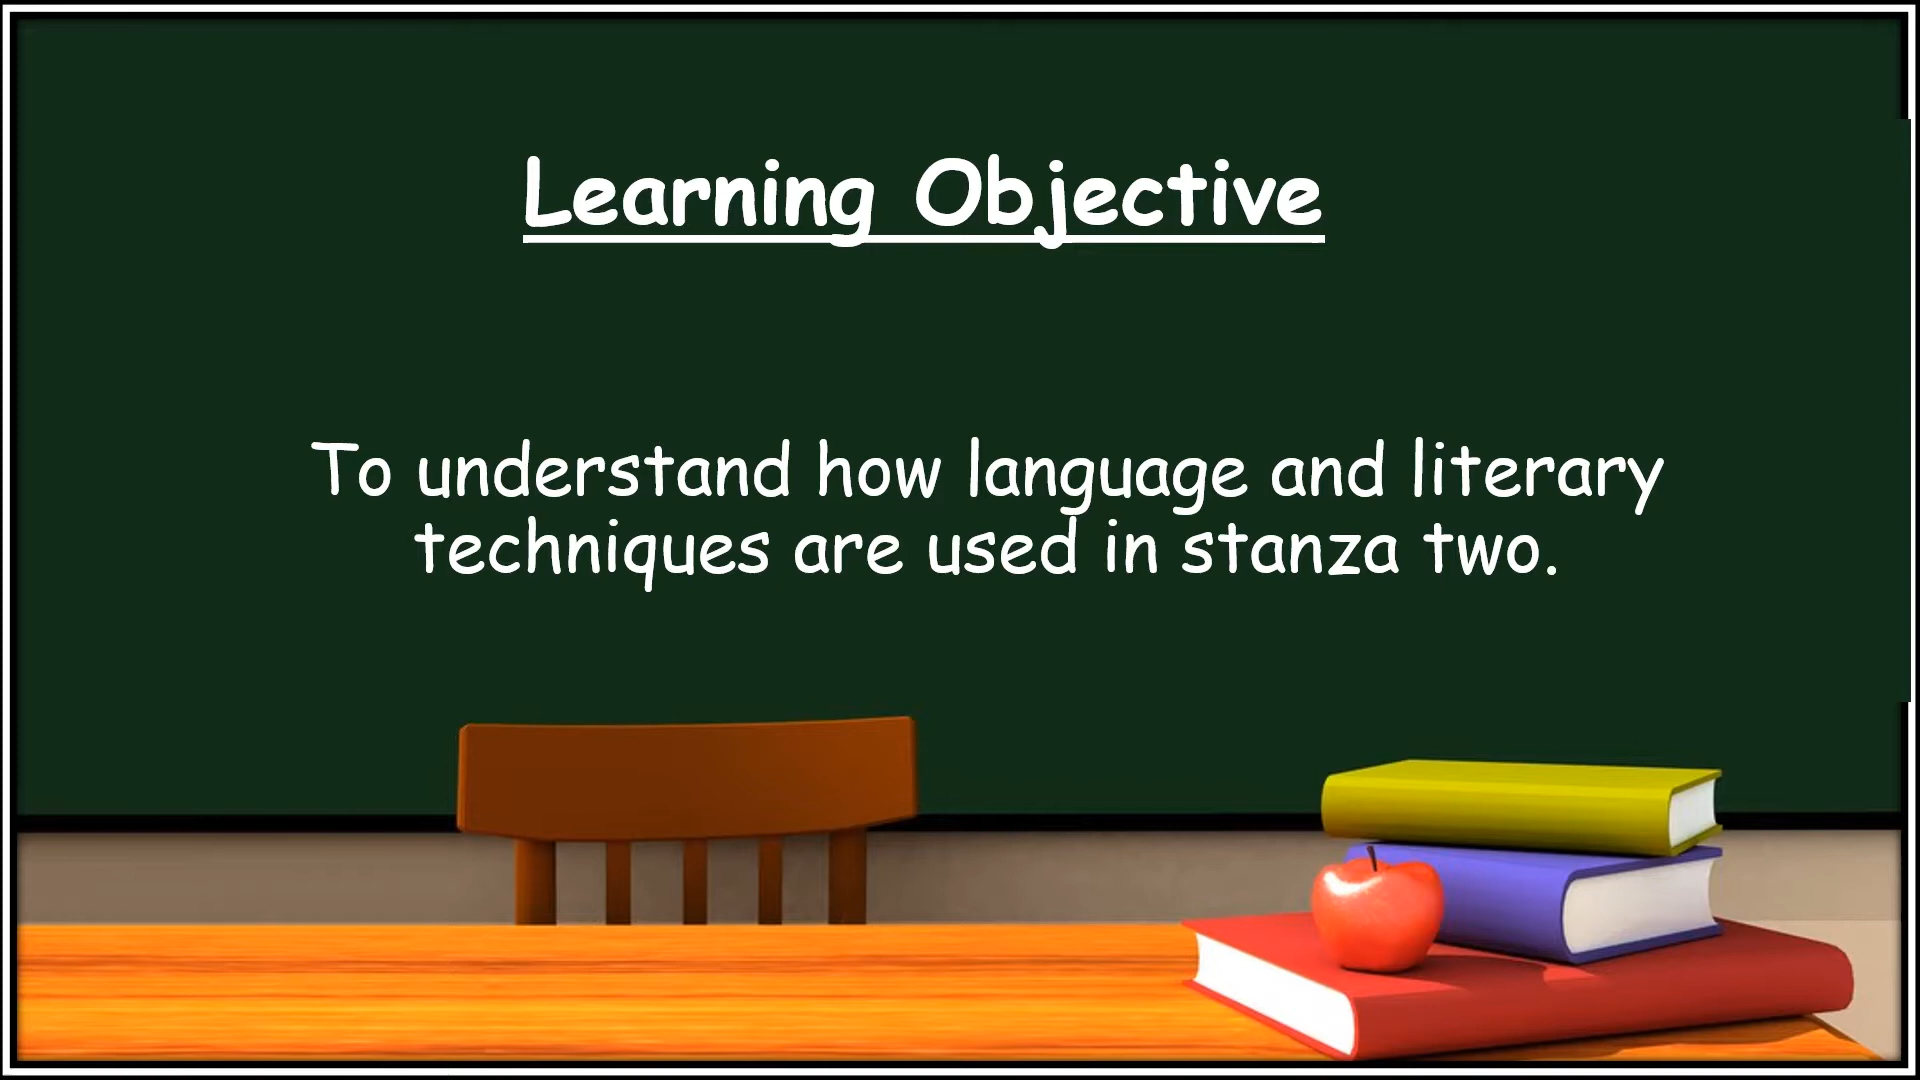 Learning Objective
To understand how language and literary
techniques are used in stanza two.